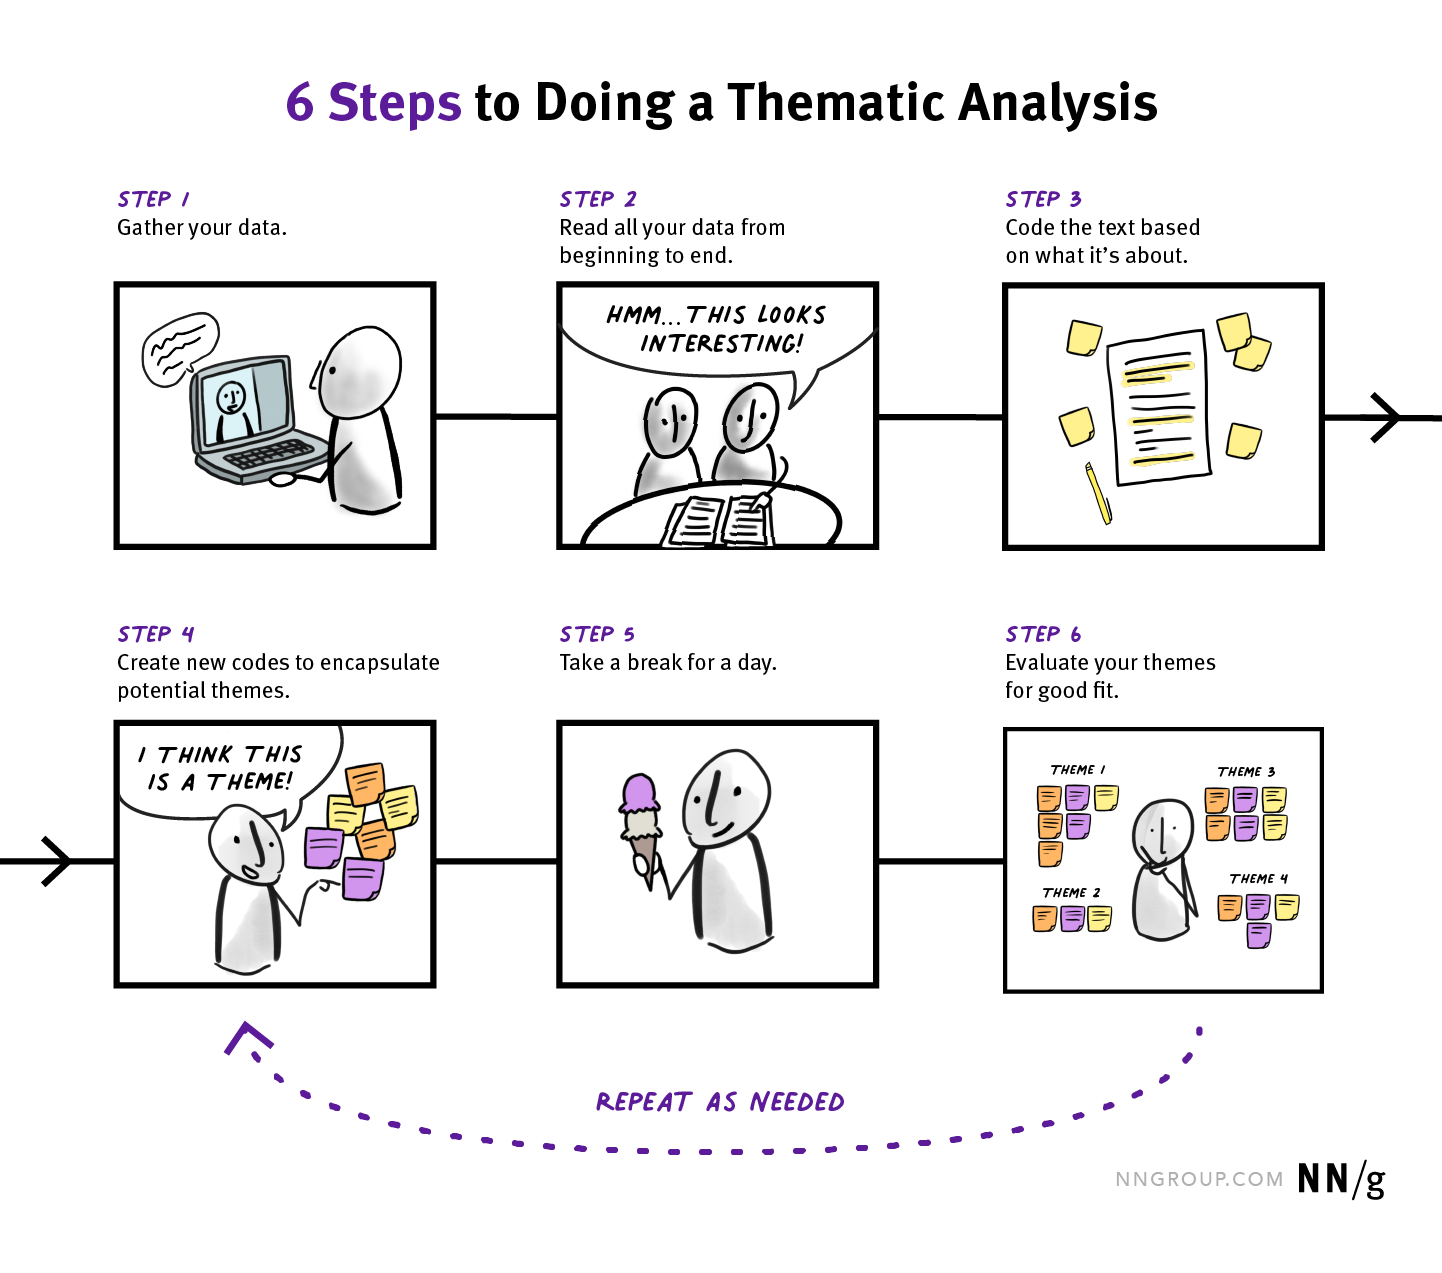 6 Steps to Doing a Thematic Analysis
STEP 1
Gather your data.
STEP 2
Read all your data from
beginning to end.
HMM...THIS LOOKS
INTERESTING!
STEP 3
Code the text based
on what it's about.
STEP 4
Create new codes to encapsulate
potential themes.
I THINK THIS
IS A THEME!
STEP 5
Take a break for a day.
STEP 6
Evaluate your themes
for good fit.
THEME 1
THEME 3
THEME 2
THEME 4
REPEAT AS NEEDED
NNGROUP.COM NN/g